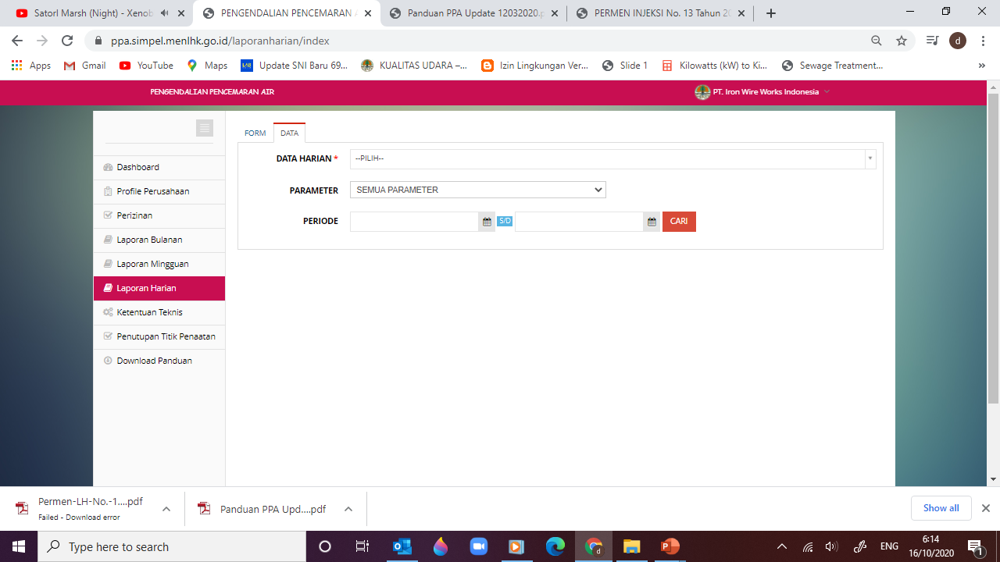 Satorl Marsh (Night) - Xenob
PENGENDALIAN PENCEMARAN A
Panduan PPA Update 12032020.p
PERMEN INJEKSI No. 13 Tahun 20
ppa.simpel.menlhk.go.id/laporanharian/index
d
Apps
Gmail
YouTube
Maps
Update SNI Baru 69...
KUALITAS UDARA –...
Izin Lingkungan Ver...
Slide 1
Kilowatts (kW) to Ki...
Sewage Treatment...
»
PENGENDALIAN PENCEMARAN AIR
PT. Iron Wire Works Indonesia
Dashboard
Profile Perusahaan
Perizinan
Laporan Bulanan
Laporan Mingguan
Laporan Harian
Ketentuan Teknis
Penutupan Titik Penaatan
Download Panduan
FORM
DATA
DATA HARIAN *
--PILIH--
PARAMETER
SEMUA PARAMETER
PERIODE
S/D
CARI
Permen-LH-No.-1....pdf
Failed - Download error
Panduan PPA Upd....pdf
Show all
Type here to search
ENG
6:14
16/10/2020
1